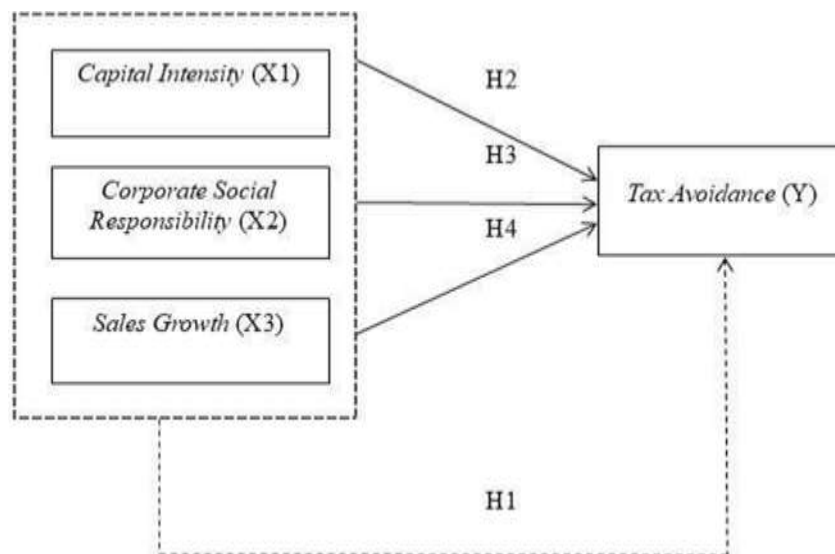 Capital Intensity (X1)
H2
H3
Corporate Social
Responsibility (X2)
Tax Avoidance (Y)
H4
Sales Growth (X3)
H1